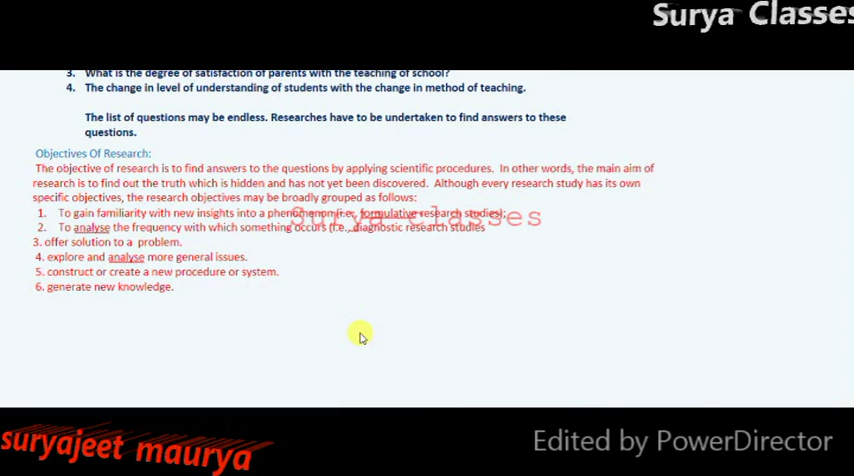 Surya Classes
3. What is the degree of satisfaction of parents with the teaching of school?
4. The change in level of understanding of students with the change in method of teaching.
The list of questions may be endless. Researches have to be undertaken to find answers to these
questions.
Objectives Of Research:
The objective of research is to find answers to the questions by applying scientific procedures. In other words, the main aim of
research is to find out the truth which is hidden and has not yet been discovered. Although every research study has its own
specific objectives, the research objectives may be broadly grouped as follows:
1. To gain familiarity with new insights into a phenomenon (i.e., formulative research studies);
Surya Classes
2. To analyse the frequency with which something occurs (i.e., diagnostic research studies
3. offer solution to a problem.
4. explore and analyse more general issues.
5. construct or create a new procedure or system.
6. generate new knowledge.
suryajeet maurya
Edited by PowerDirector